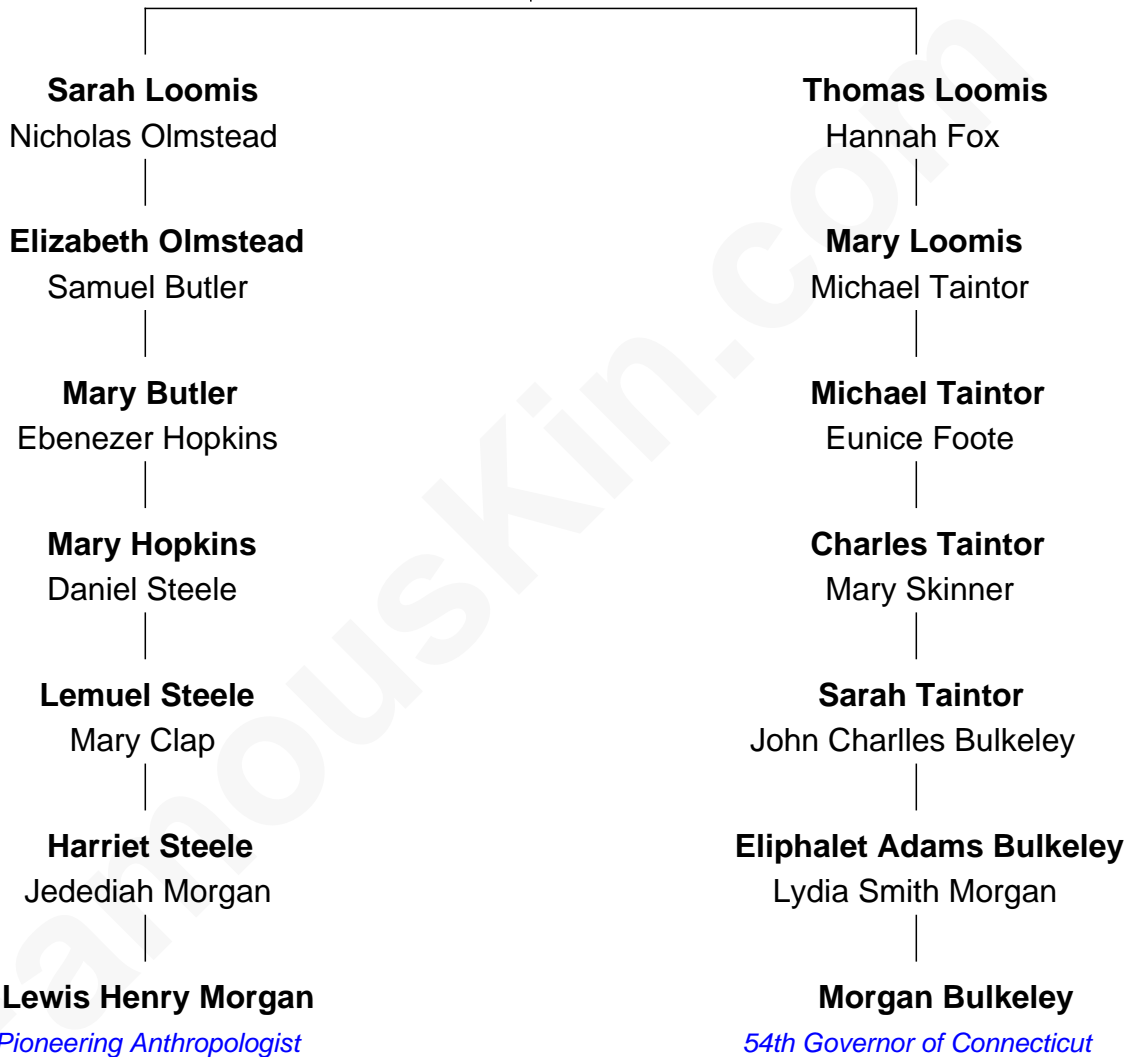 Sarah Loomis
Nicholas Olmstead
Elizabeth Olmstead
Samuel Butler
Mary Butler
Ebenezer Hopkins
Mary Hopkins
Daniel Steele
Lemuel Steele
Mary Clap
Harriet Steele
Jedediah Morgan
Lewis Henry Morgan
Pioneering Anthropologist
Thomas Loomis
Hannah Fox
Mary Loomis
Michael Taintor
Michael Taintor
Eunice Foote
Charles Taintor
Mary Skinner
Sarah Taintor
John Charlles Bulkeley
Eliphalet Adams Bulkeley
Lydia Smith Morgan
Morgan Bulkeley
54th Governor of Connecticut
famouskin.com